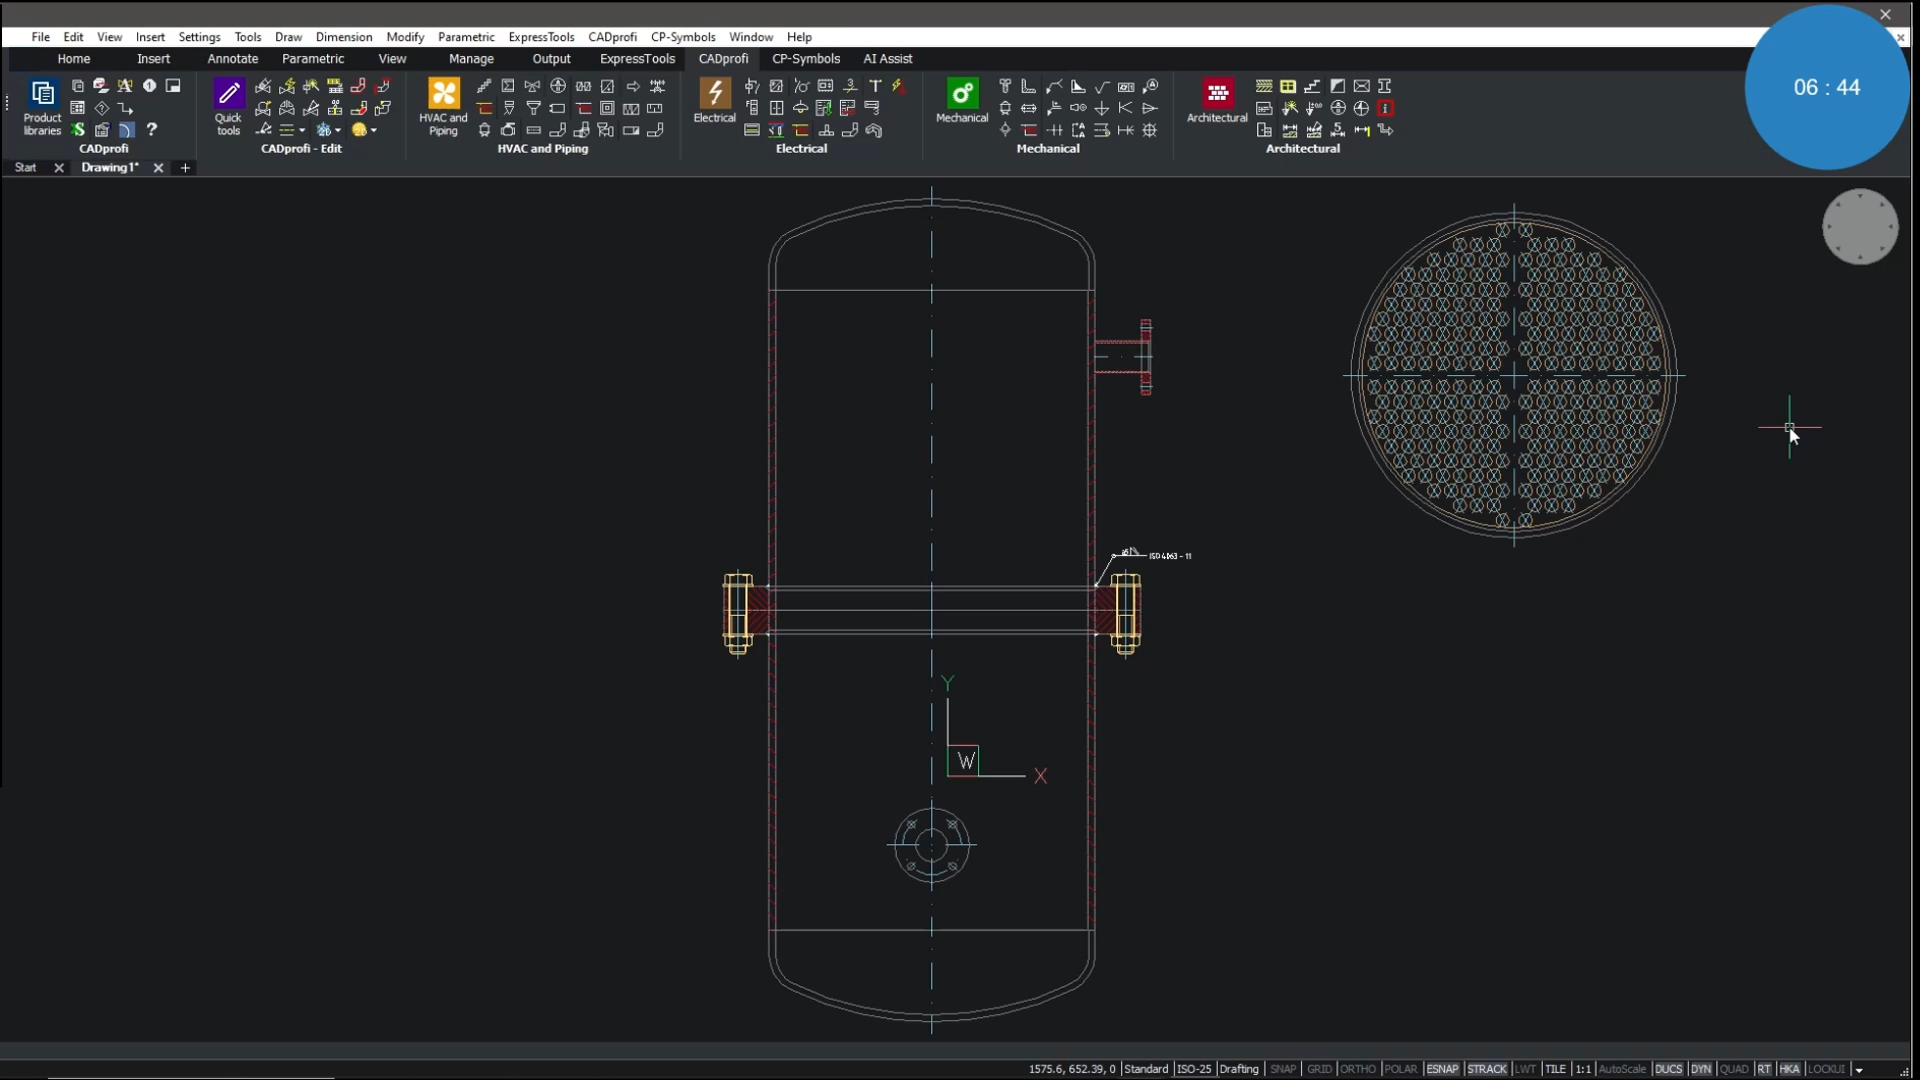 06 : 44
File Edit View Insert Settings Tools Draw Dimension Modify Parametric ExpressTools CADprofi CP-Symbols Window Help
Home Insert Annotate Parametric View Manage Output ExpressTools CADprofi CP-Symbols AI Assist
Product libraries
Quick tools
HVAC and Piping
Electrical
Mechanical
Architectural
CADprofi
CADprofi - Edit
HVAC and Piping
Electrical
Mechanical
Architectural
Start Drawing1*
ISO 4063 - 11
Y
W
X
1575.6, 652.39, 0 Standard ISO-25 Drafting SNAP GRID ORTHO POLAR ESNAP STRACK LWT TILE 1:1 AutoScale DUCS DYN QUAD RT HKA LOCKUI